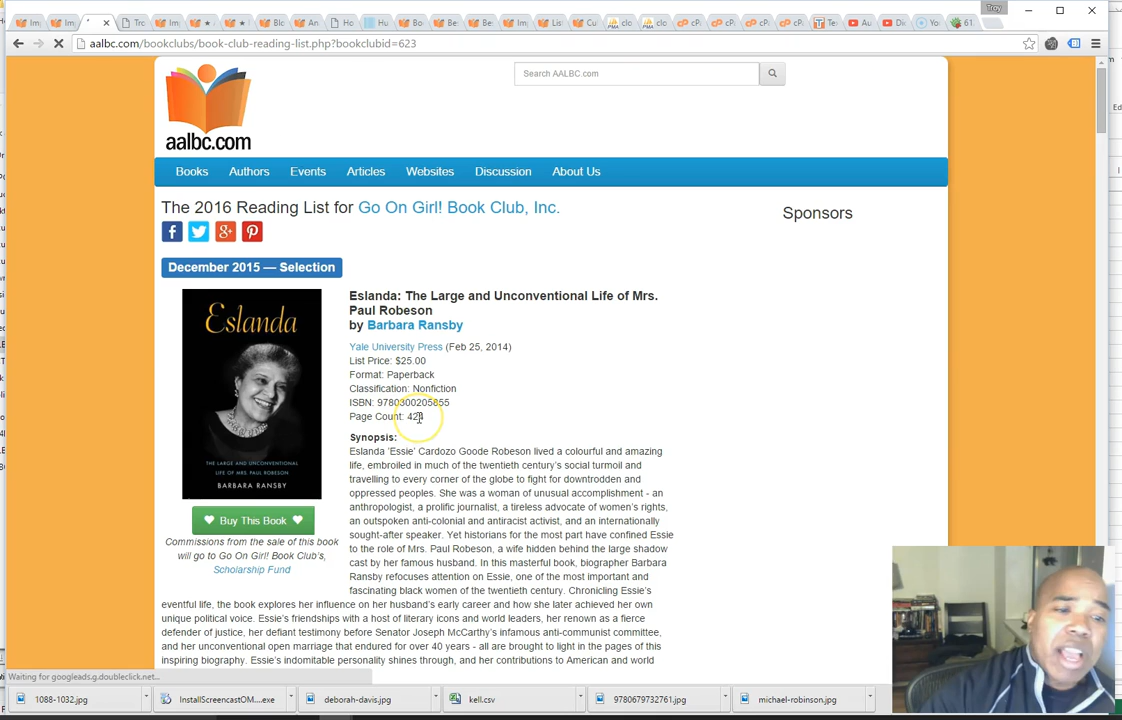 Troy
aalbc.com/bookclubs/book-club-reading-list.php?bookclubid=623
Search AALBC.com
aalbc.com
Books Authors Events Articles Websites Discussion About Us
The 2016 Reading List for Go On Girl! Book Club, Inc.
Sponsors
December 2015 — Selection
Eslanda
THE LARGE AND UNCONVENTIONAL
LIFE OF MRS. PAUL ROBESON
BARBARA RANSBY
Buy This Book
Commissions from the sale of this book
will go to Go On Girl! Book Club's,
Scholarship Fund
Eslanda: The Large and Unconventional Life of Mrs.
Paul Robeson
by Barbara Ransby
Yale University Press (Feb 25, 2014)
List Price: $25.00
Format: Paperback
Classification: Nonfiction
ISBN: 9780300205855
Page Count:
Synopsis:
Eslanda 'Essie' Cardozo Goode Robeson lived a colourful and amazing
life, embroiled in much of the twentieth century's social turmoil and
travelling to every corner of the globe to fight for downtrodden and
oppressed peoples. She was a woman of unusual accomplishment - an
anthropologist, a prolific journalist, a tireless advocate of women's rights,
an outspoken anti-colonial and antiracist activist, and an internationally
sought-after speaker. Yet historians for the most part have confined Essie
to the role of Mrs. Paul Robeson, a wife hidden behind the large shadow
cast by her famous husband. In this masterful book, biographer Barbara
Ransby refocuses attention on Essie, one of the most important and
fascinating black women of the twentieth century. Chronicling Essie's
eventful life, the book explores her influence on her husband's early career and how she later achieved her own
unique political voice. Essie's friendships with a host of literary icons and world leaders, her renown as a fierce
defender of justice, her defiant testimony before Senator Joseph McCarthy's infamous anti-communist committee,
and her unconventional open marriage that endured for over 40 years - all are brought to light in the pages of this
inspiring biography. Essie's indomitable personality shines through, and her contributions to American and world
Waiting for googleads.g.doubleclick.net...
1088-1032.jpg InstallScreencastOM....exe deborah-davis.jpg kell.csv 9780679732761.jpg michael-robinson.jpg